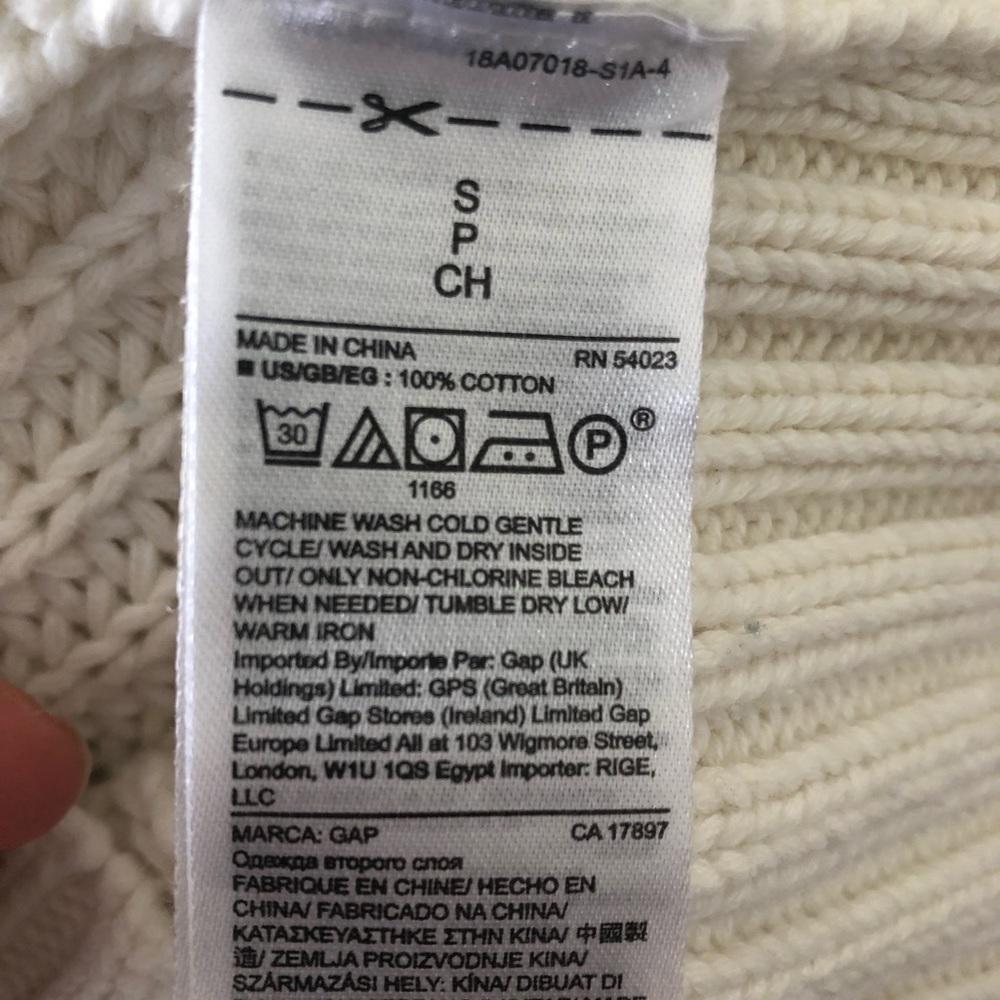 18A07018-S1A-4
S
P
CH
MADE IN CHINA RN 54023
US/GB/EG : 100% COTTON
30 P ®
1166
MACHINE WASH COLD GENTLE
CYCLE/ WASH AND DRY INSIDE
OUT/ ONLY NON-CHLORINE BLEACH
WHEN NEEDED/ TUMBLE DRY LOW/
WARM IRON
Imported By/Importe Par: Gap (UK
Holdings) Limited: GPS (Great Britain)
Limited Gap Stores (Ireland) Limited Gap
Europe Limited All at 103 Wigmore Street,
London, W1U 1QS Egypt Importer: RIGE,
LLC
MARCA: GAP CA 17897
Одежда второго слоя
FABRIQUE EN CHINE/ HECHO EN
CHINA/ FABRICADO NA CHINA/
ΚΑΤΑΣΚΕΥΑΣΤΗΚΕ ΣΤΗΝ ΚΙΝΑ/ 中國製
造/ ZEMLJA PROIZVODNJE KINA/
SZÁRMAZÁSI HELY: KÍNA/ DIBUAT DI